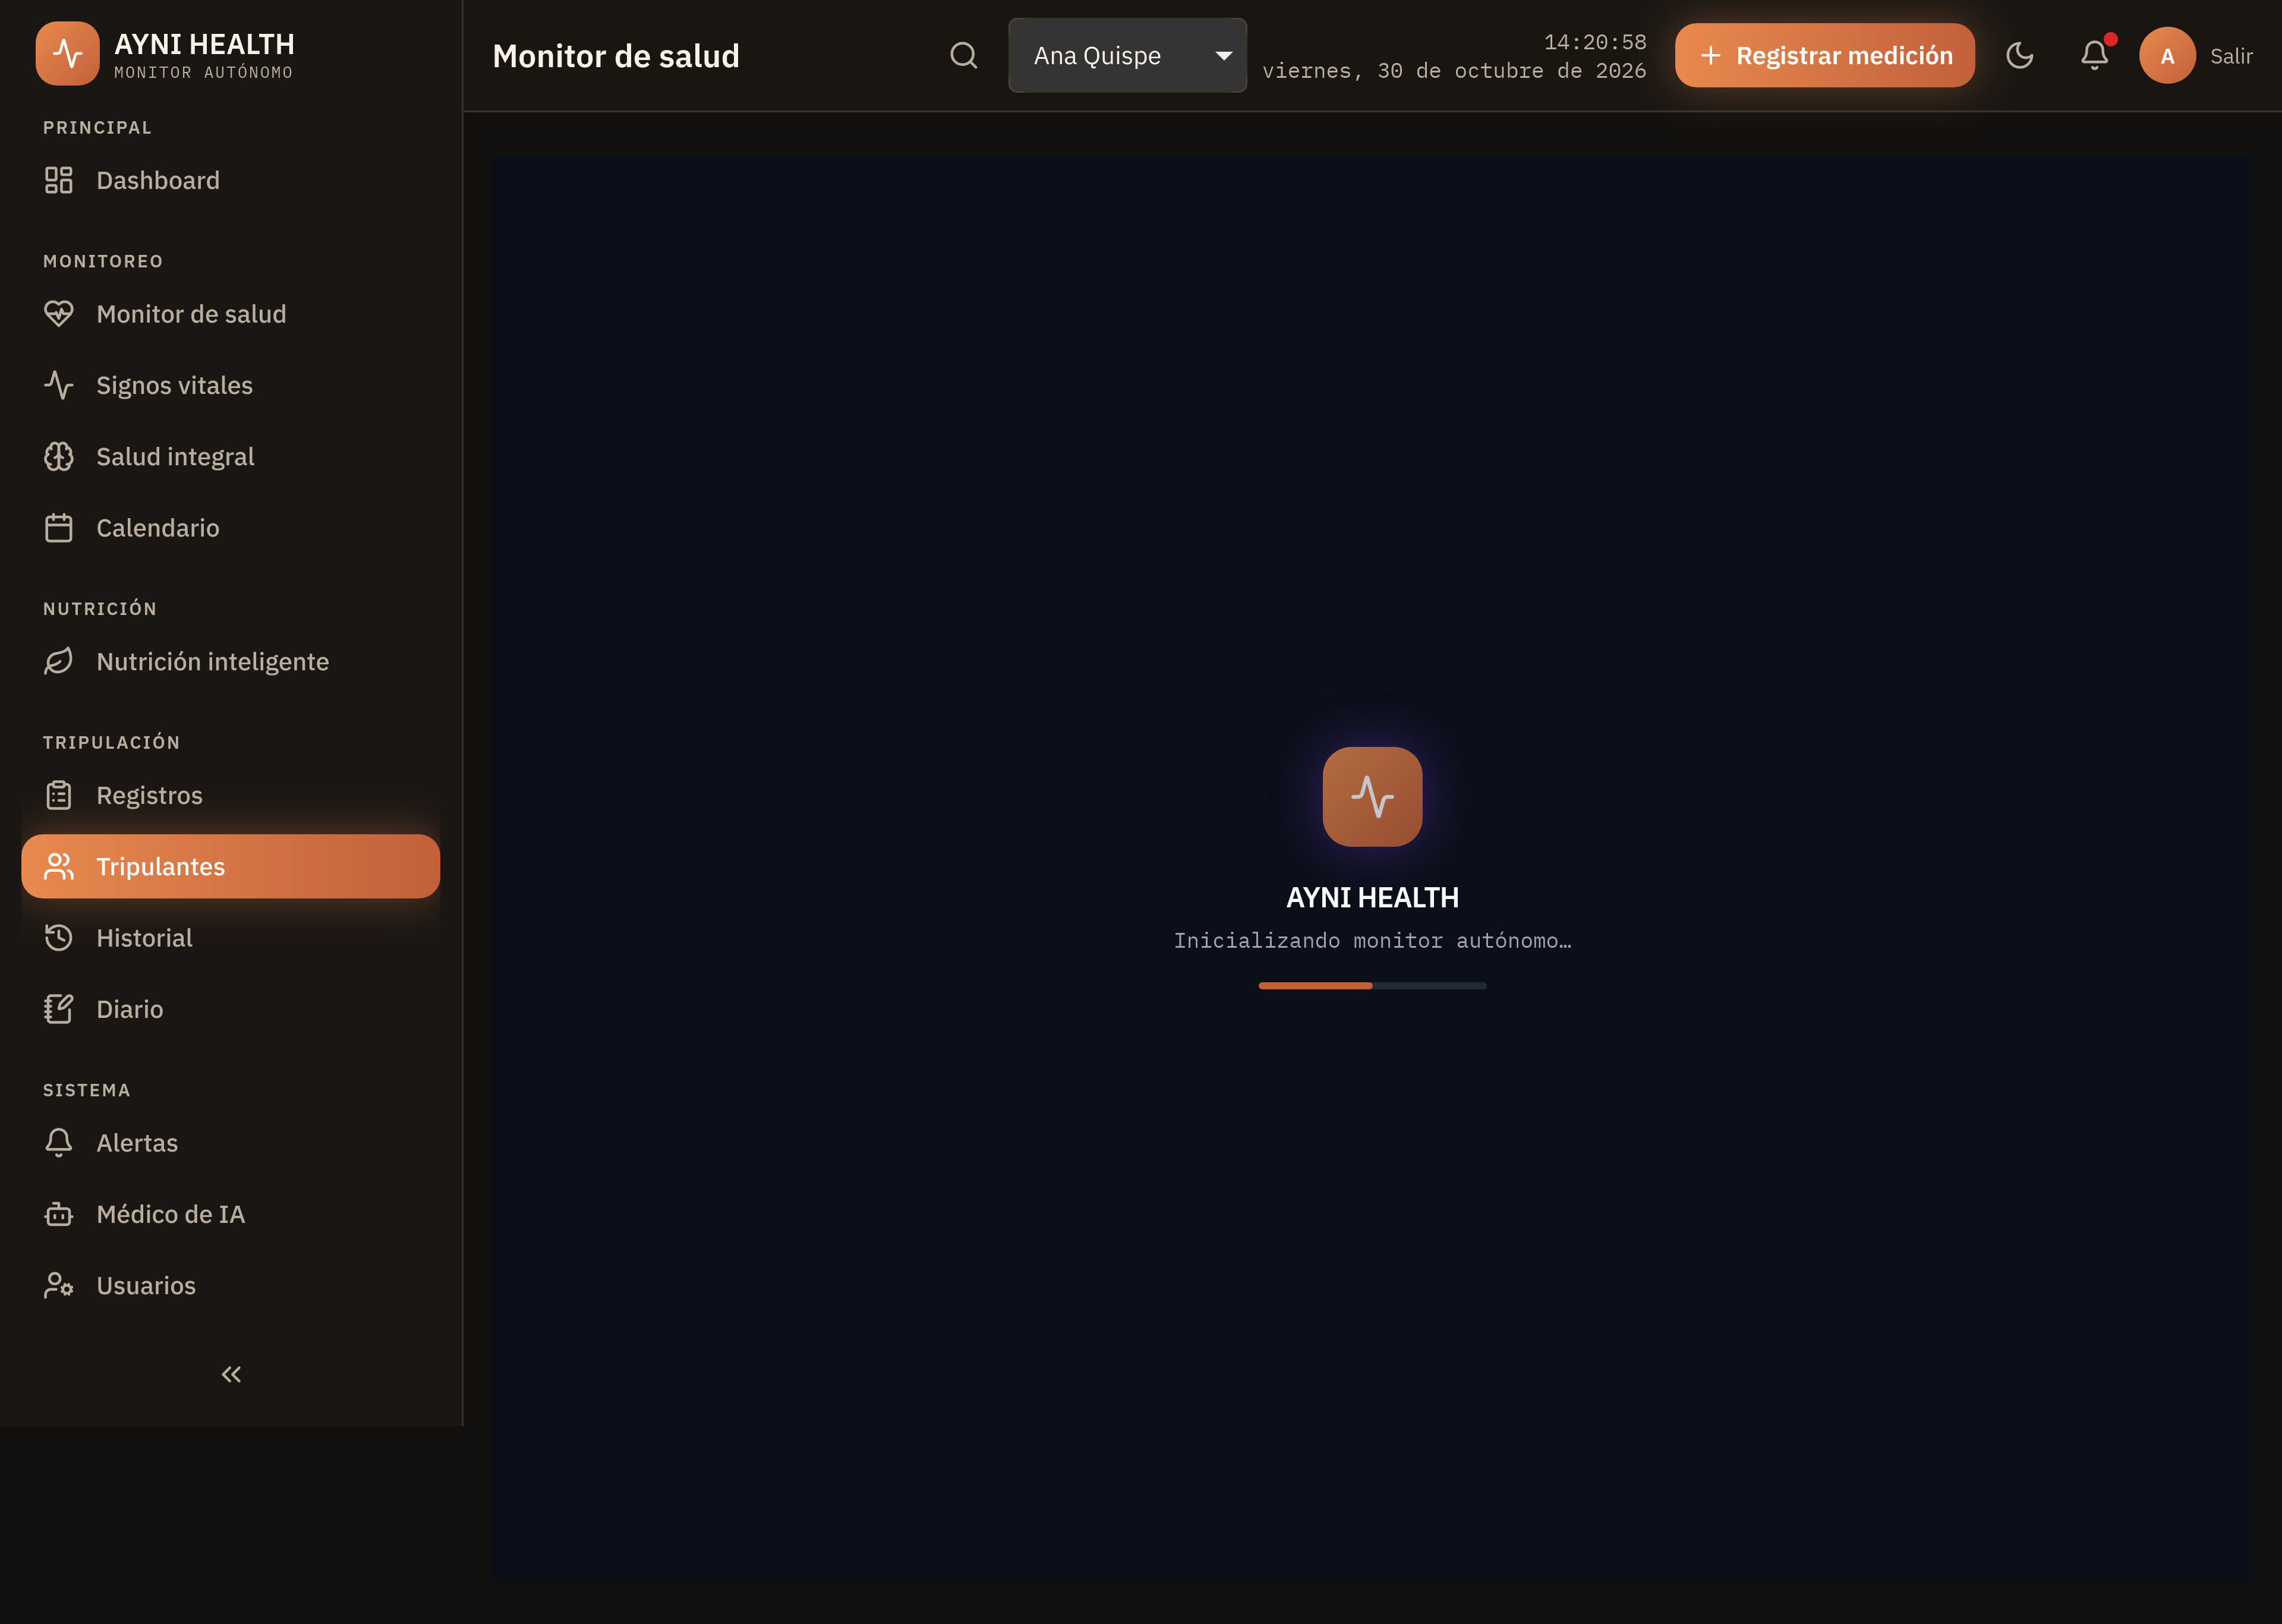 AYNI HEALTH
MONITOR AUTÓNOMO
PRINCIPAL
Dashboard
MONITOREO
Monitor de salud
Signos vitales
Salud integral
Calendario
NUTRICIÓN
Nutrición inteligente
TRIPULACIÓN
Registros
Tripulantes
Historial
Diario
SISTEMA
Alertas
Médico de IA
Usuarios
Monitor de salud
Ana Quispe
14:20:58
viernes, 30 de octubre de 2026
Registrar medición
A
Salir
AYNI HEALTH
Inicializando monitor autónomo…